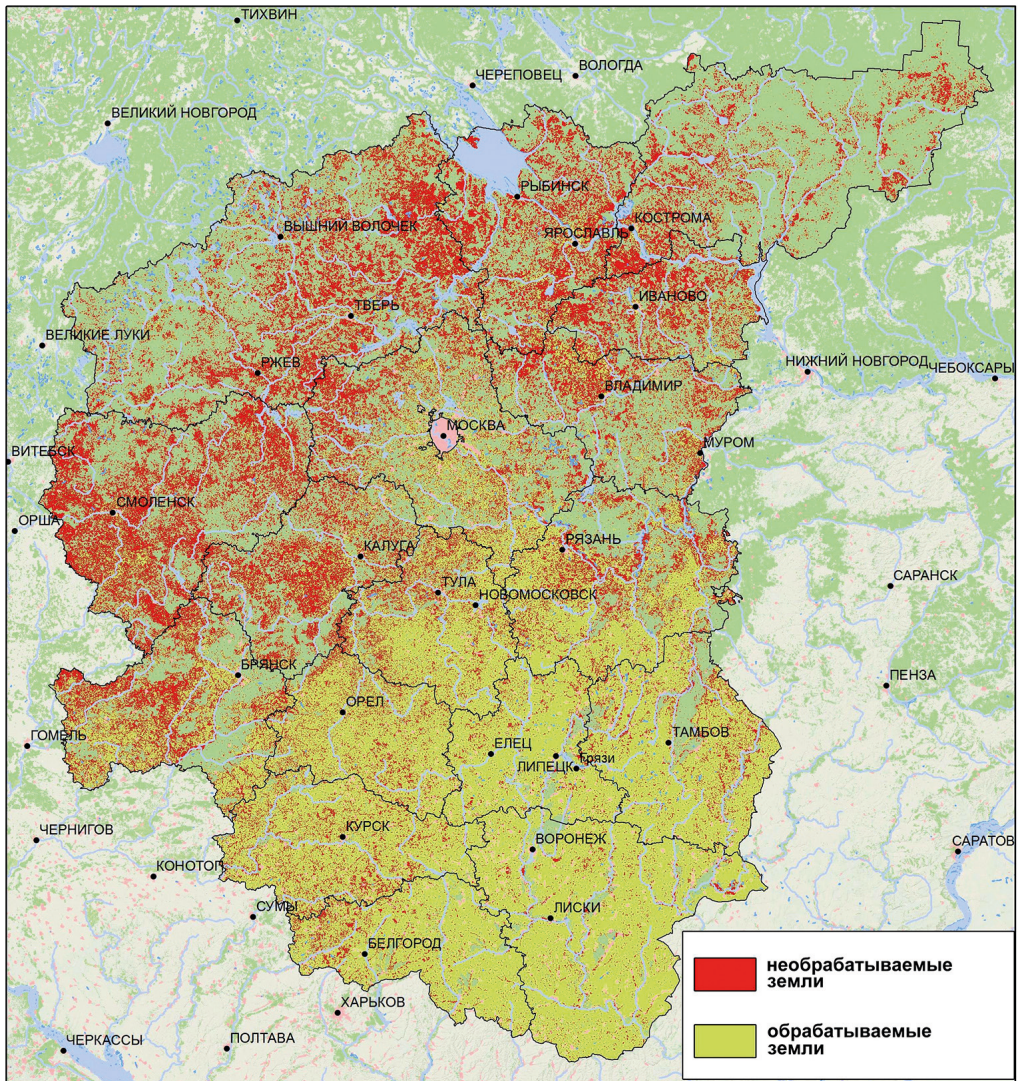 ТИХВИН
ВОЛОГДА
ЧЕРЕПОВЕЦ
ВЕЛИКИЙ НОВГОРОД
РЫБИНСК
КОСТРОМА
ВЫШНИЙ ВОЛОЧЕК
ЯРОСЛАВЛЬ
ИВАНОВО
ТВЕРЬ
ВЕЛИКИЕ ЛУКИ
РЖЕВ
НИЖНИЙ НОВГОРОД
ЧЕБОКСАРЫ
ВЛАДИМИР
МОСКВА
МУРОМ
ВИТЕБСК
СМОЛЕНСК
ОРША
РЯЗАНЬ
КАЛУГА
САРАНСК
ТУЛА
НОВОМОСКОВСК
БРЯНСК
ПЕНЗА
ОРЕЛ
ГОМЕЛЬ
ТАМБОВ
ЕЛЕЦ
Грязи
ЛИПЕЦК
ЧЕРНИГОВ
КУРСК
ВОРОНЕЖ
САРАТОВ
КОНОТОП
СУМЫ
ЛИСКИ
БЕЛГОРОД
необрабатываемые
земли
ХАРЬКОВ
обрабатываемые
земли
ПОЛТАВА
ЧЕРКАССЫ